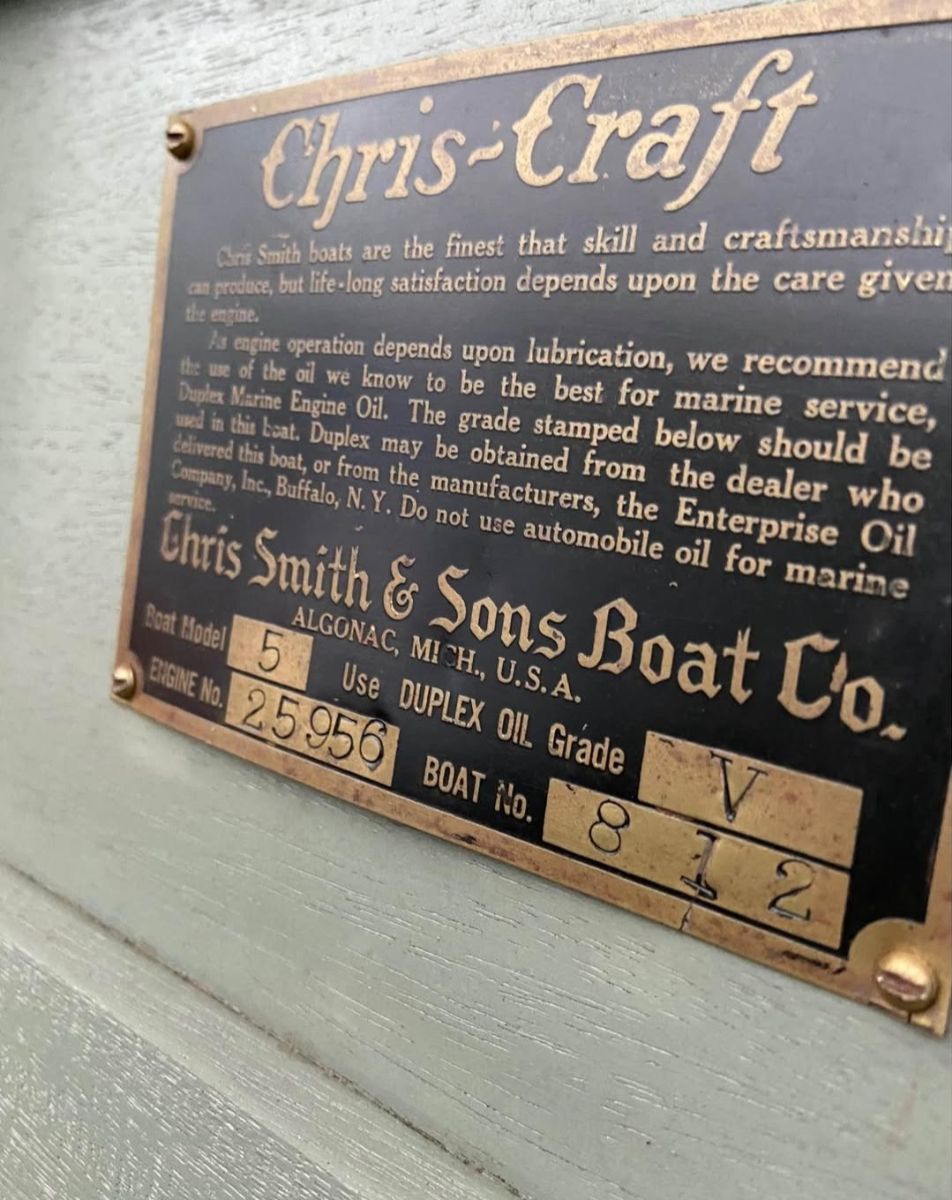 Chris-Craft
Chris Smith boats are the finest that skill and craftsmanshi
can produce, but life-long satisfaction depends upon the care given
the engine.
As engine operation depends upon lubrication, we recommend
the use of the oil we know to be the best for marine service,
Duplex Marine Engine Oil. The grade stamped below should be
used in this boat. Duplex may be obtained from the dealer who
delivered this boat, or from the manufacturers, the Enterprise Oil
Company, Inc., Buffalo, N. Y. Do not use automobile oil for marine
service.
Chris Smith & Sons Boat Co.
ALGONAC, MICH., U.S.A.
Boat Model 5 Use DUPLEX OIL Grade V
ENGINE No. 25956 BOAT No. 812